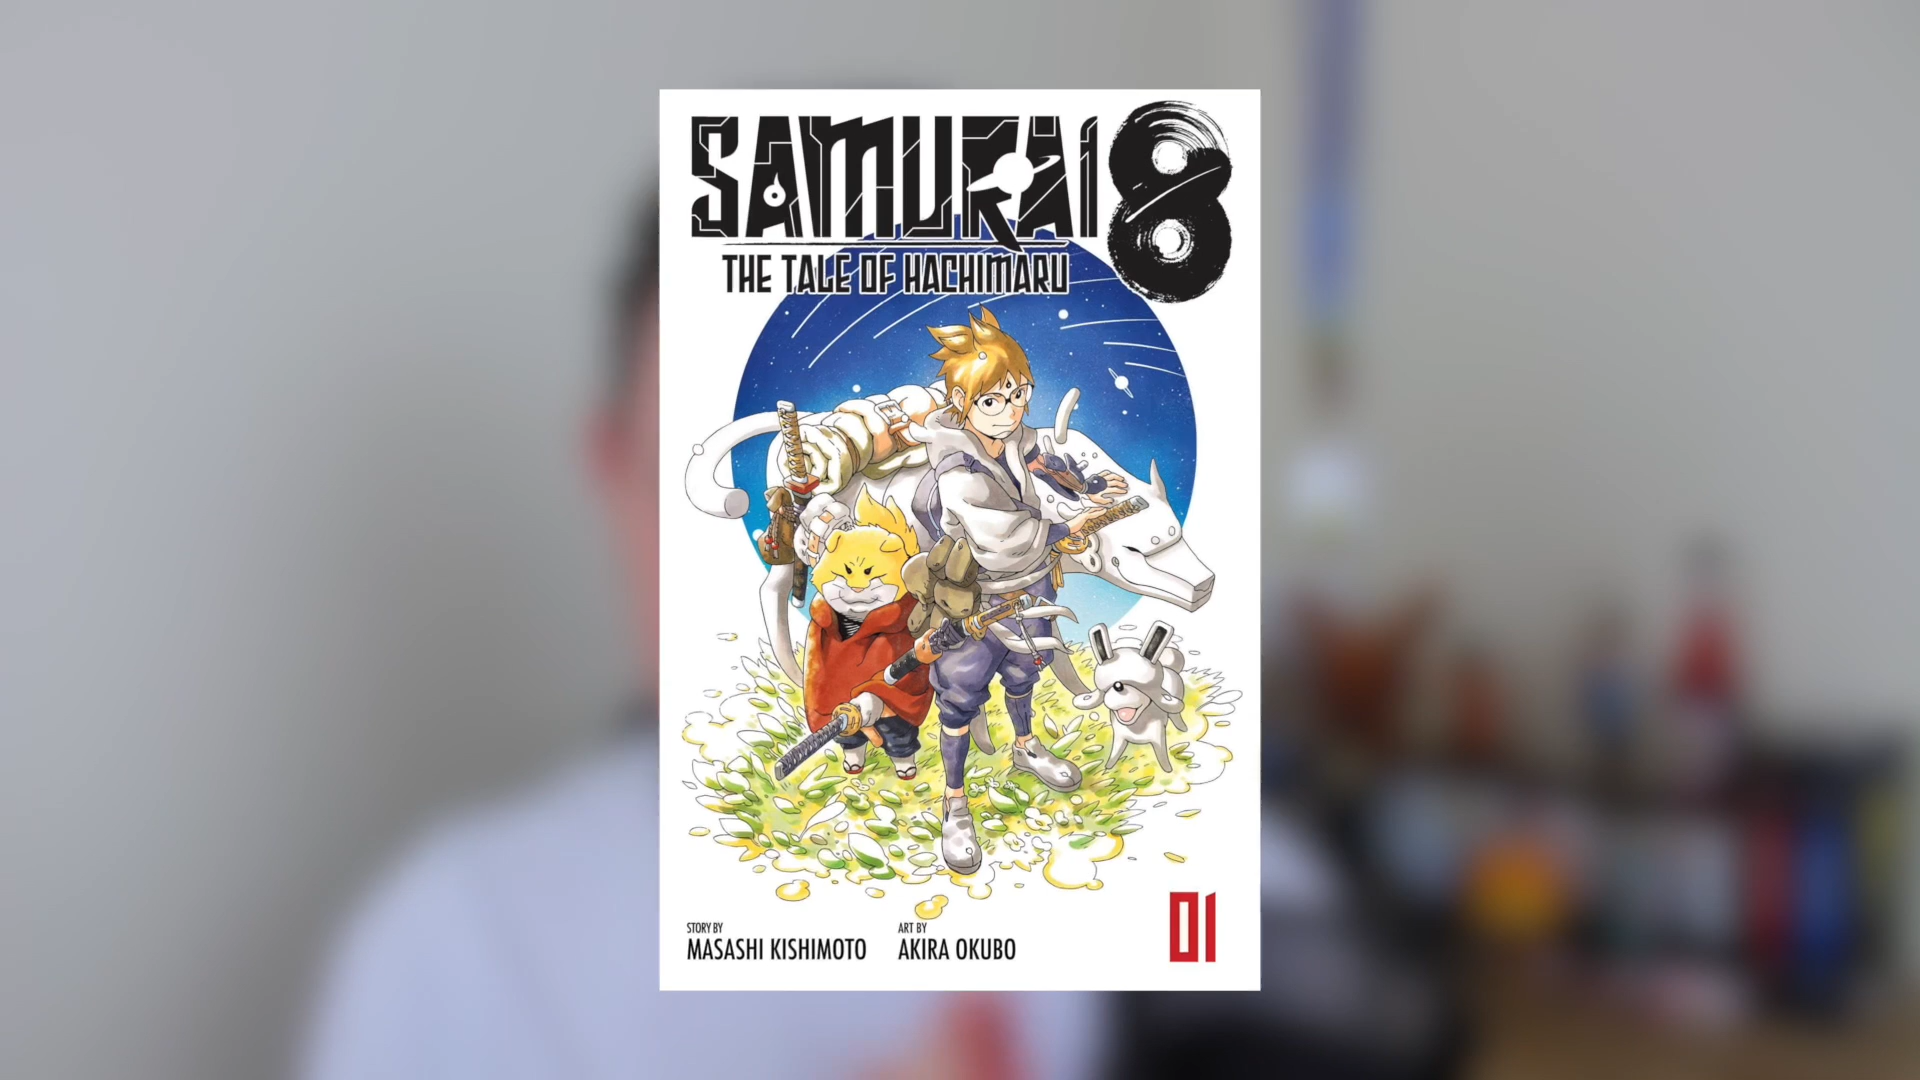 SAMURAI 8
THE TALE OF HACHIMARU
STORY BY
MASASHI KISHIMOTO
ART BY
AKIRA OKUBO
01